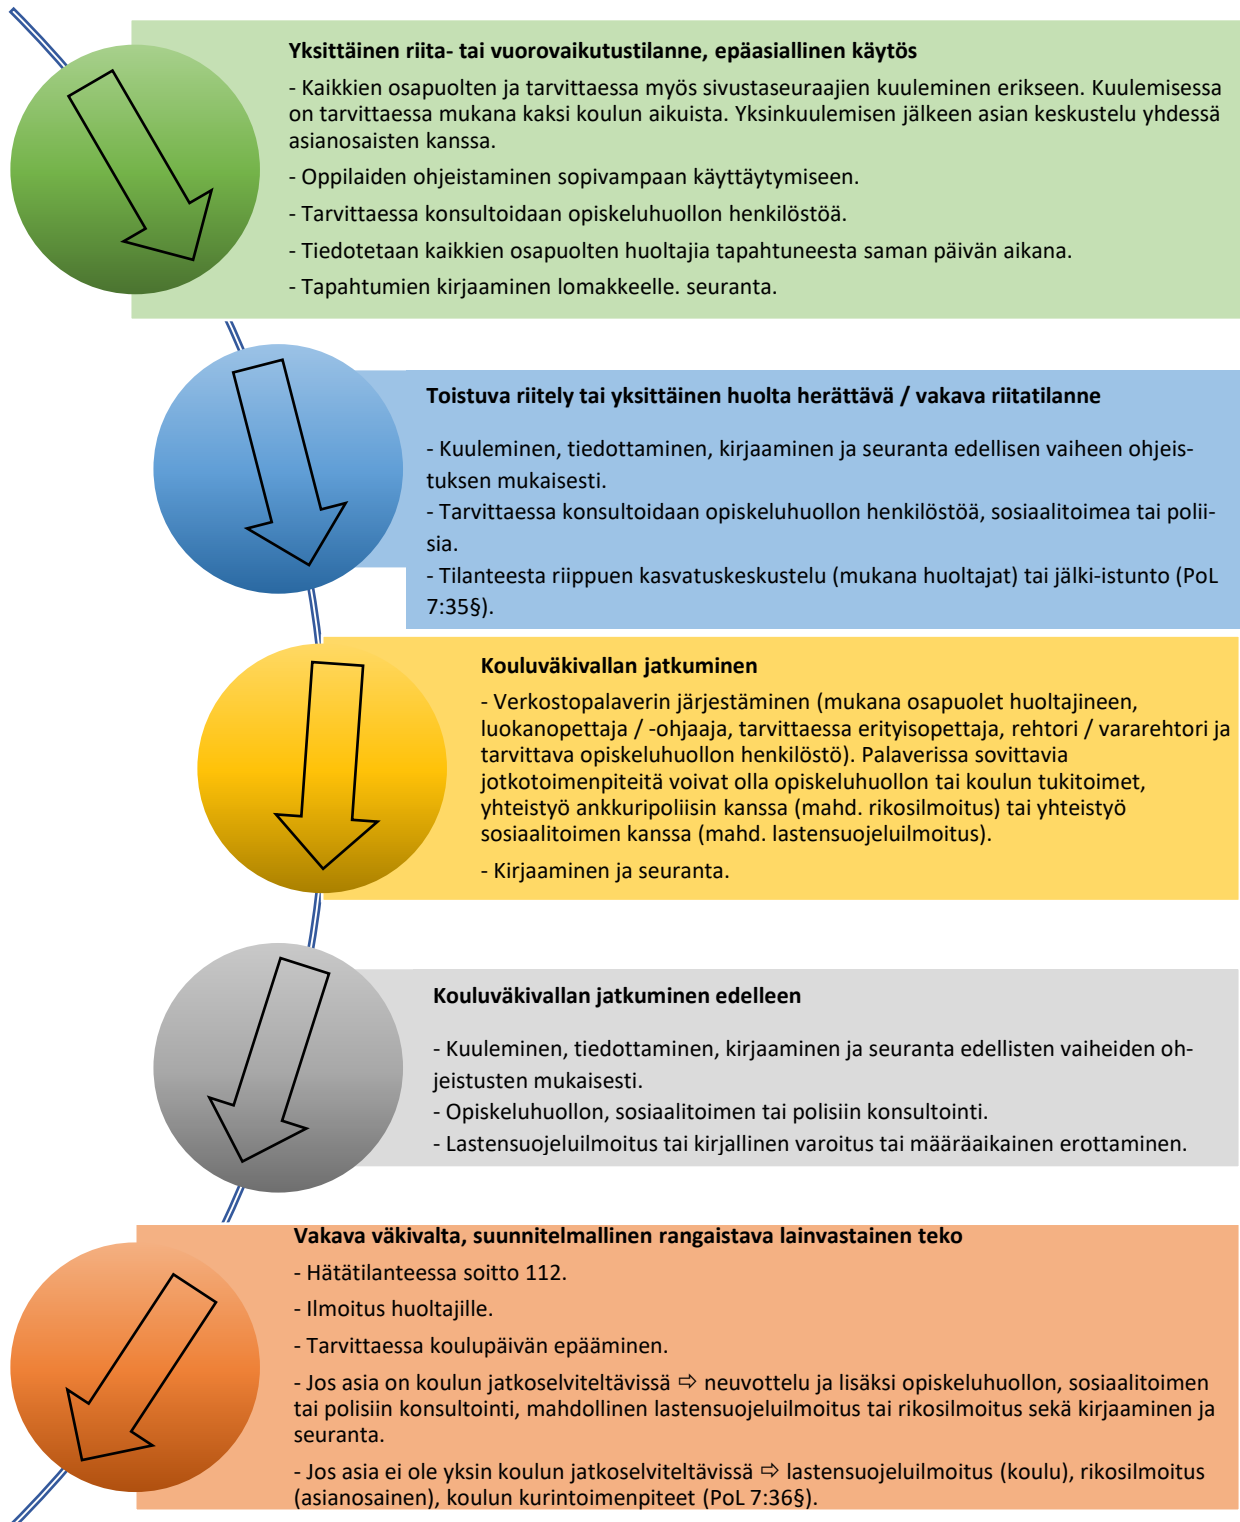 Yksittäinen riita- tai vuorovaikutustilanne, epäasiallinen käytös
- Kaikkien osapuolten ja tarvittaessa myös sivustaseuraajien kuuleminen erikseen. Kuulemisessa
on tarvittaessa mukana kaksi koulun aikuista. Yksinkuulemisen jälkeen asian keskustelu yhdessä
asianosaisten kanssa.
- Oppilaiden ohjeistaminen sopivampaan käyttäytymiseen.
- Tarvittaessa konsultoidaan opiskeluhuollon henkilöstöä.
- Tiedotetaan kaikkien osapuolten huoltajia tapahtuneesta saman päivän aikana.
- Tapahtumien kirjaaminen lomakkeelle. seuranta.
Toistuva riitely tai yksittäinen huolta herättävä / vakava riitatilanne
- Kuuleminen, tiedottaminen, kirjaaminen ja seuranta edellisen vaiheen ohjeis-
tuksen mukaisesti.
- Tarvittaessa konsultoidaan opiskeluhuollon henkilöstöä, sosiaalitoimea tai polii-
sia.
- Tilanteesta riippuen kasvatuskeskustelu (mukana huoltajat) tai jälki-istunto (PoL
7:35§).
Kouluväkivallan jatkuminen
- Verkostopalaverin järjestäminen (mukana osapuolet huoltajineen,
luokanopettaja / -ohjaaja, tarvittaessa erityisopettaja, rehtori / vararehtori ja
tarvittava opiskeluhuollon henkilöstö). Palaverissa sovittavia
jotkotoimenpiteitä voivat olla opiskeluhuollon tai koulun tukitoimet,
yhteistyö ankkuripoliisin kanssa (mahd. rikosilmoitus) tai yhteistyö
sosiaalitoimen kanssa (mahd. lastensuojeluilmoitus).
- Kirjaaminen ja seuranta.
Kouluväkivallan jatkuminen edelleen
- Kuuleminen, tiedottaminen, kirjaaminen ja seuranta edellisten vaiheiden oh-
jeistusten mukaisesti.
- Opiskeluhuollon, sosiaalitoimen tai polisiin konsultointi.
- Lastensuojeluilmoitus tai kirjallinen varoitus tai määräaikainen erottaminen.
Vakava väkivalta, suunnitelmallinen rangaistava lainvastainen teko
- Hätätilanteessa soitto 112.
- Ilmoitus huoltajille.
- Tarvittaessa koulupäivän epääminen.
- Jos asia on koulun jatkoselviteltävissä ⇨ neuvottelu ja lisäksi opiskeluhuollon, sosiaalitoimen
tai polisiin konsultointi, mahdollinen lastensuojeluilmoitus tai rikosilmoitus sekä kirjaaminen ja
seuranta.
- Jos asia ei ole yksin koulun jatkoselviteltävissä ⇨ lastensuojeluilmoitus (koulu), rikosilmoitus
(asianosainen), koulun kurintoimenpiteet (PoL 7:36§).